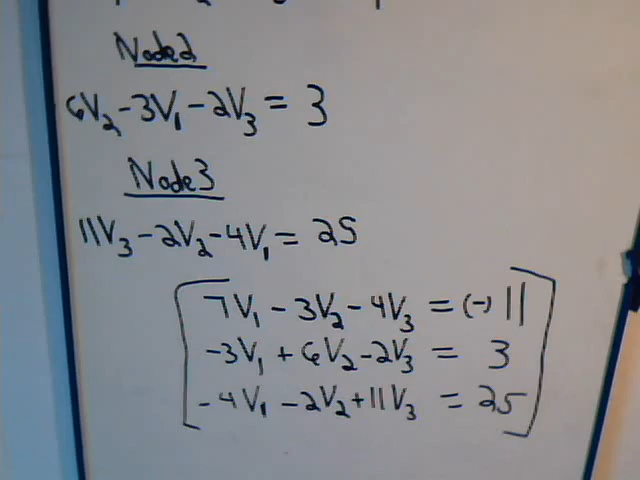 Node2
6V₂-3V₁-2V₃ = 3
Node3
11V₃-2V₂-4V₁ = 25
7V₁ - 3V₂ - 4V₃ = (-) 11
-3V₁ + 6V₂ -2V₃ = 3
-4V₁ - 2V₂ + 11V₃ = 25